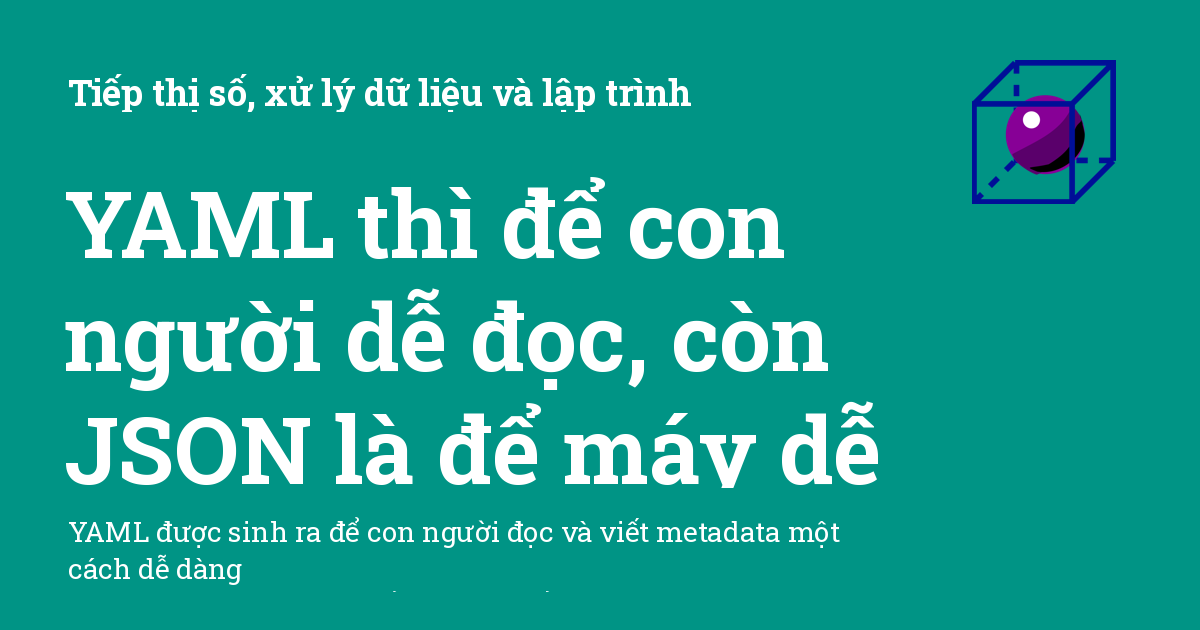 Tiếp thị số, xử lý dữ liệu và lập trình
YAML thì để con
người dễ đọc, còn
JSON là để máy dễ
YAML được sinh ra để con người đọc và viết metadata một
cách dễ dàng